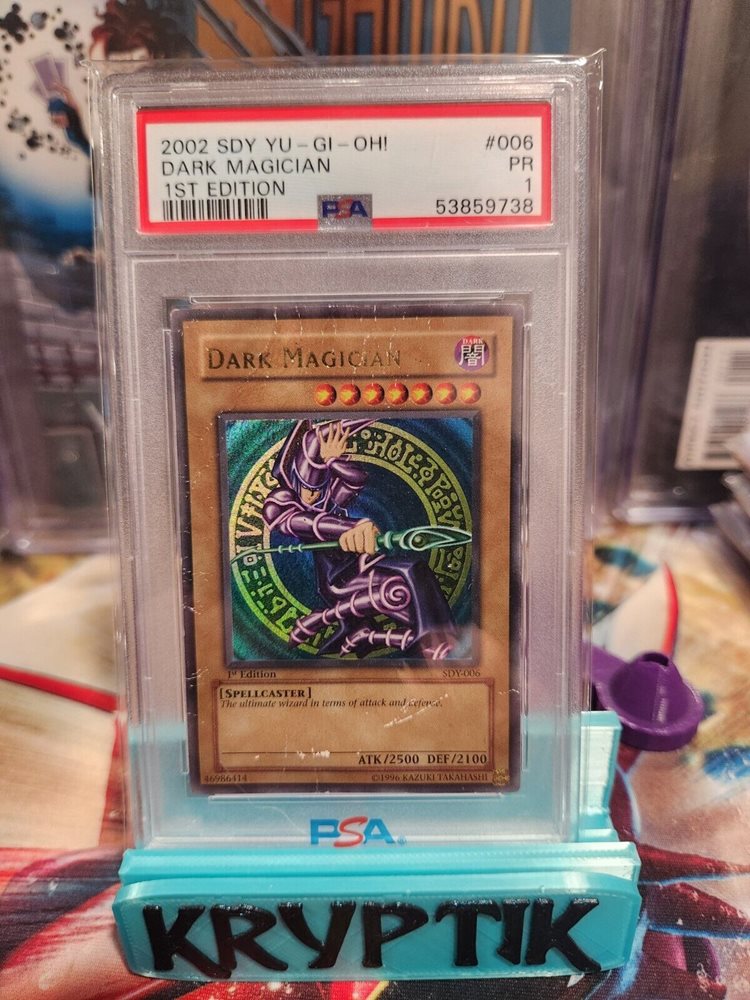 2002 SDY YU-GI-OH! #006
DARK MAGICIAN PR
1ST EDITION 1
PSA 53859738
DARK MAGICIAN
DARK
闇
1st Edition SDY-006
[SPELLCASTER]
The ultimate wizard in terms of attack and defense.
ATK/2500 DEF/2100
46986414 ©1996 KAZUKI TAKAHASHI
PSA
KRYPTIK